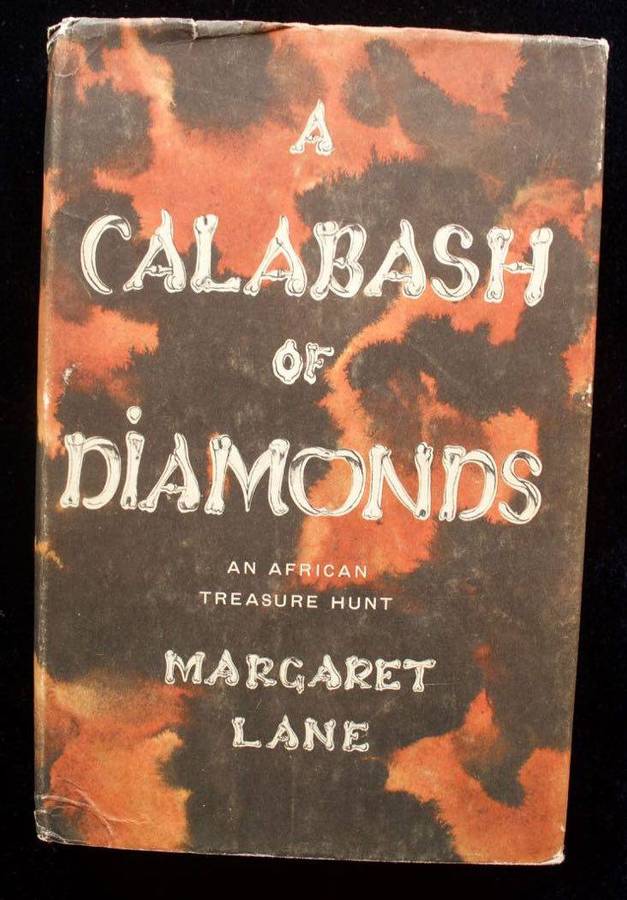 A
CALABASH
OF
DiAMONDS
AN AFRICAN
TREASURE HUNT
MARGARET
LANE